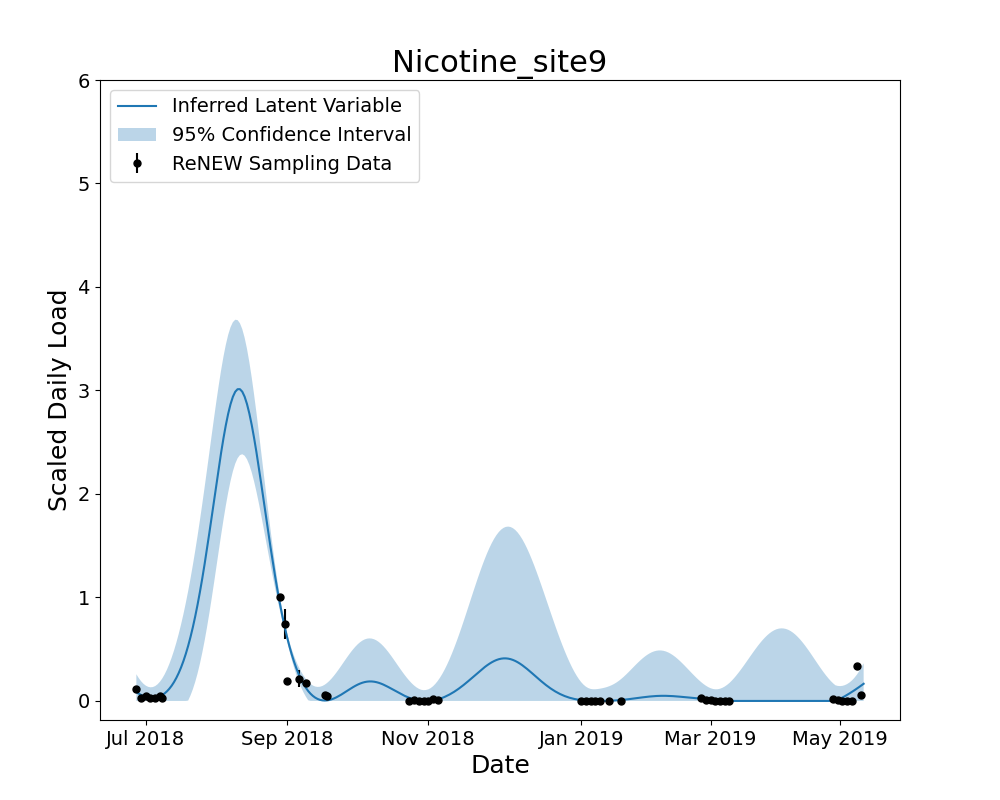 Nicotine_site9
Inferred Latent Variable
95% Confidence Interval
ReNEW Sampling Data
6
5
4
3
2
1
0
Scaled Daily Load
Jul 2018
Sep 2018
Nov 2018
Jan 2019
Mar 2019
May 2019
Date